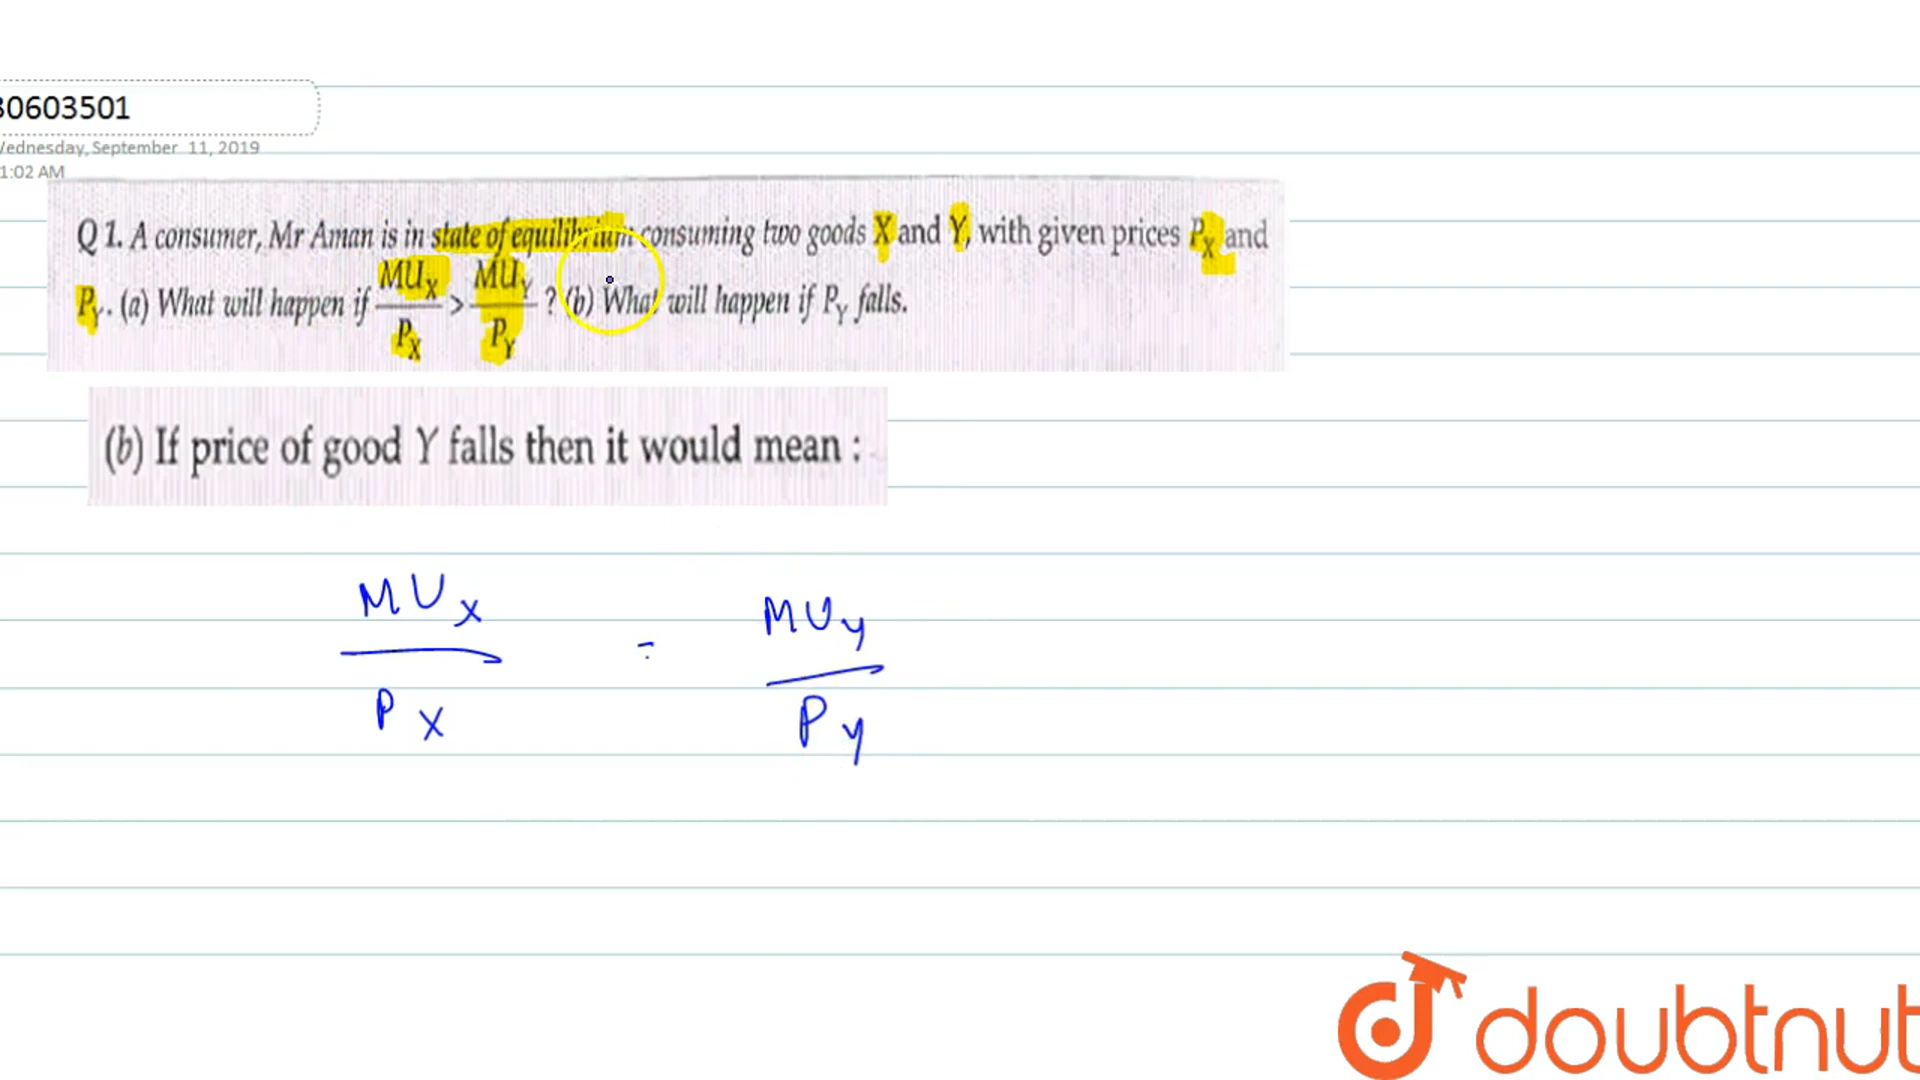 30603501
Wednesday, September 11, 2019
1:02 AM
Q 1. A consumer, Mr Aman is in state of equilibrium consuming two goods X and Y, with given prices PX and
PY. (a) What will happen if MUX/PX > MUY/PY ? (b) What will happen if PY falls.
(b) If price of good Y falls then it would mean :
MUX/PX = MUY/PY
doubtnut